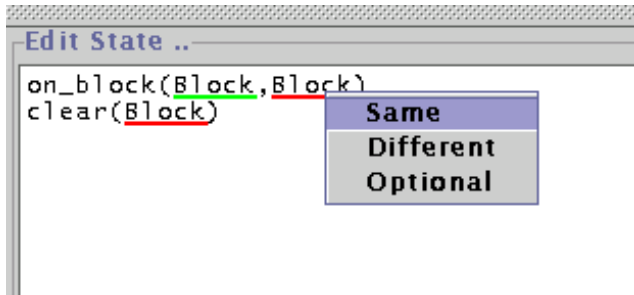 Edit State ..
on_block(Block,Block)
clear(Block)
Same
Different
Optional